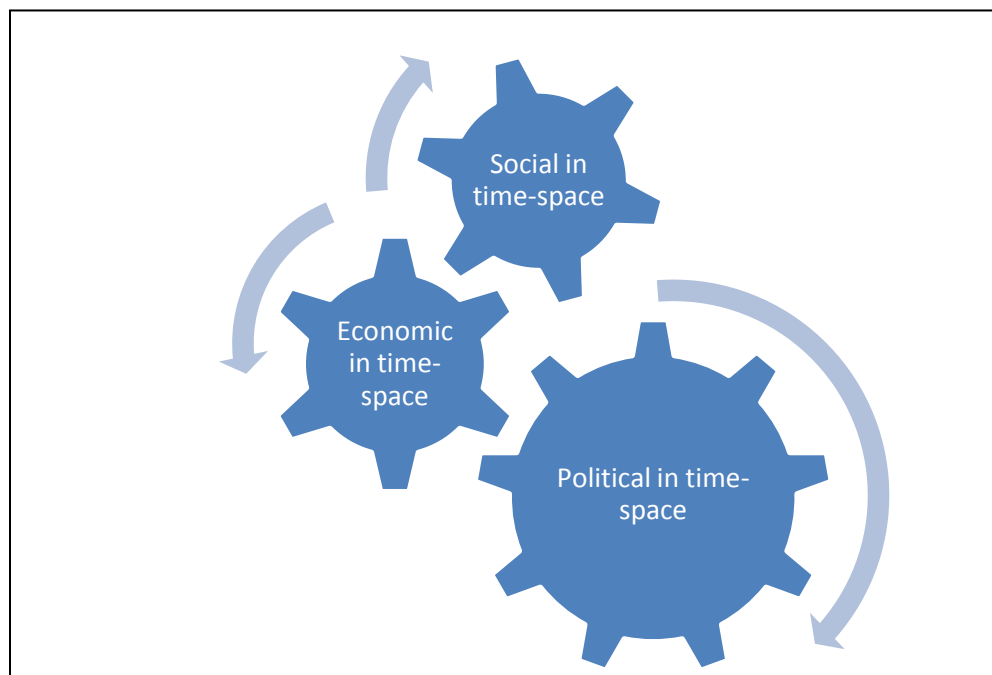 Social in
time-space
Economic
in time-
space
Political in time-
space